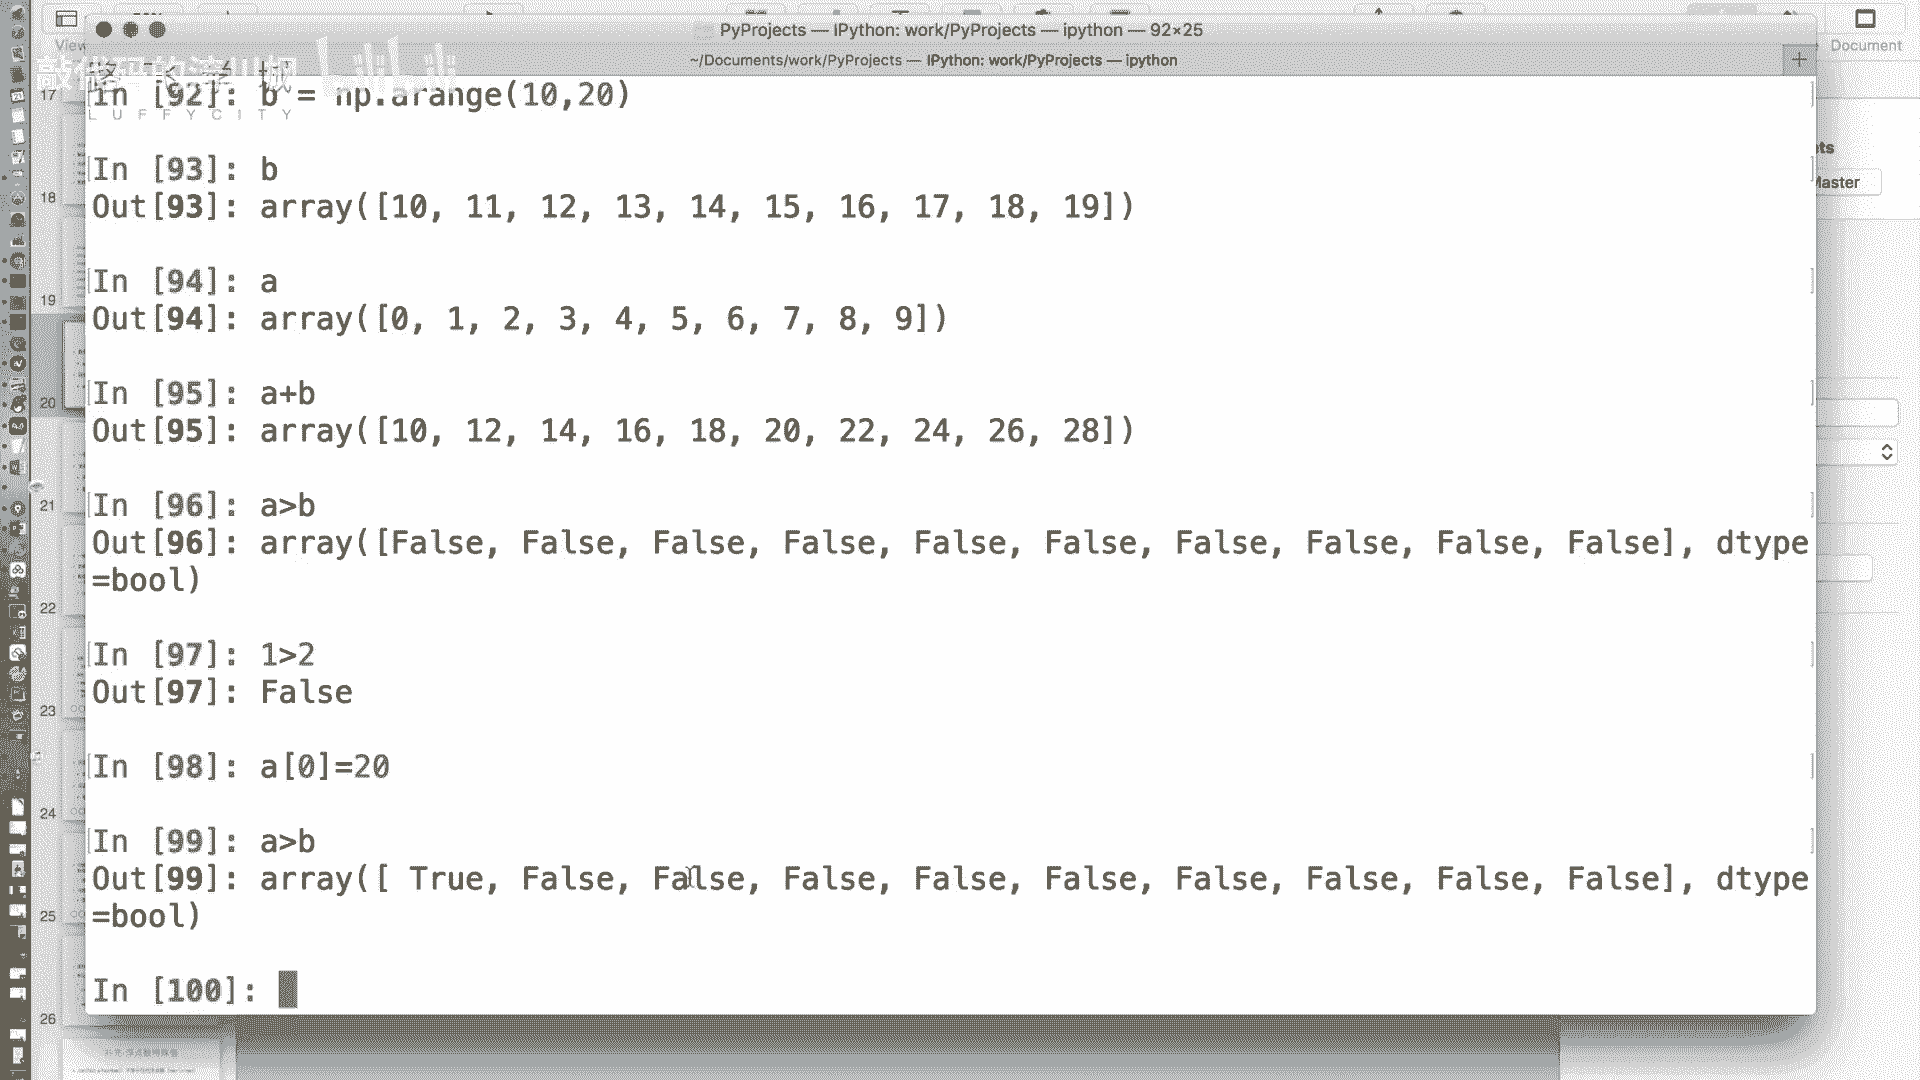 View
Document
PyProjects — IPython: work/PyProjects — ipython — 92×25
~/Documents/work/PyProjects — IPython: work/PyProjects — ipython
LUFFYCITY
In [92]: b = np.arange(10,20)
In [93]: b
Out[93]: array([10, 11, 12, 13, 14, 15, 16, 17, 18, 19])
In [94]: a
Out[94]: array([0, 1, 2, 3, 4, 5, 6, 7, 8, 9])
In [95]: a+b
Out[95]: array([10, 12, 14, 16, 18, 20, 22, 24, 26, 28])
In [96]: a>b
Out[96]: array([False, False, False, False, False, False, False, False, False, False], dtype
=bool)
In [97]: 1>2
Out[97]: False
In [98]: a[0]=20
In [99]: a>b
Out[99]: array([ True, False, False, False, False, False, False, False, False, False], dtype
=bool)
In [100]:
17
18
19
20
21
22
23
24
25
26